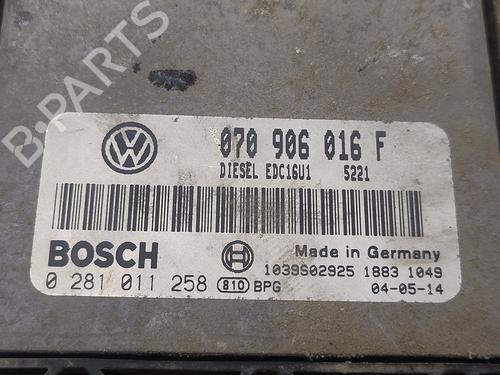 B-PARTS
070 906 016 F
DIESEL EDC16U1 5221
BOSCH
Made in Germany
1039S02925 1883 1049
0 281 011 258 810 BPG
04-05-14